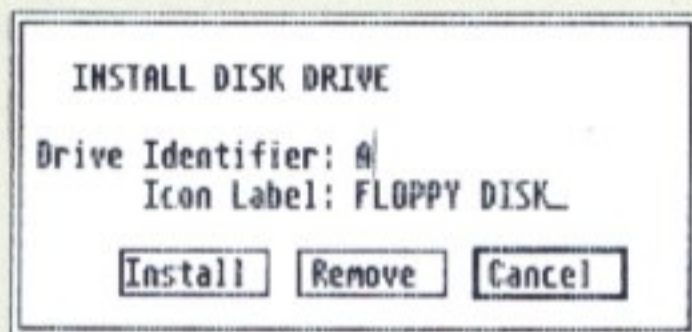 INSTALL DISK DRIVE
Drive Identifier: A
Icon Label: FLOPPY DISK_
Install Remove Cancel